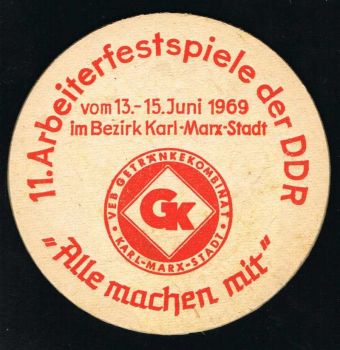 11. Arbeiterfestspiele der DDR
vom 13.-15. Juni 1969
im Bezirk Karl-Marx-Stadt
VEB GETRÄNKEKOMBINAT
GK
· KARL-MARX-STADT ·
„Alle machen mit"